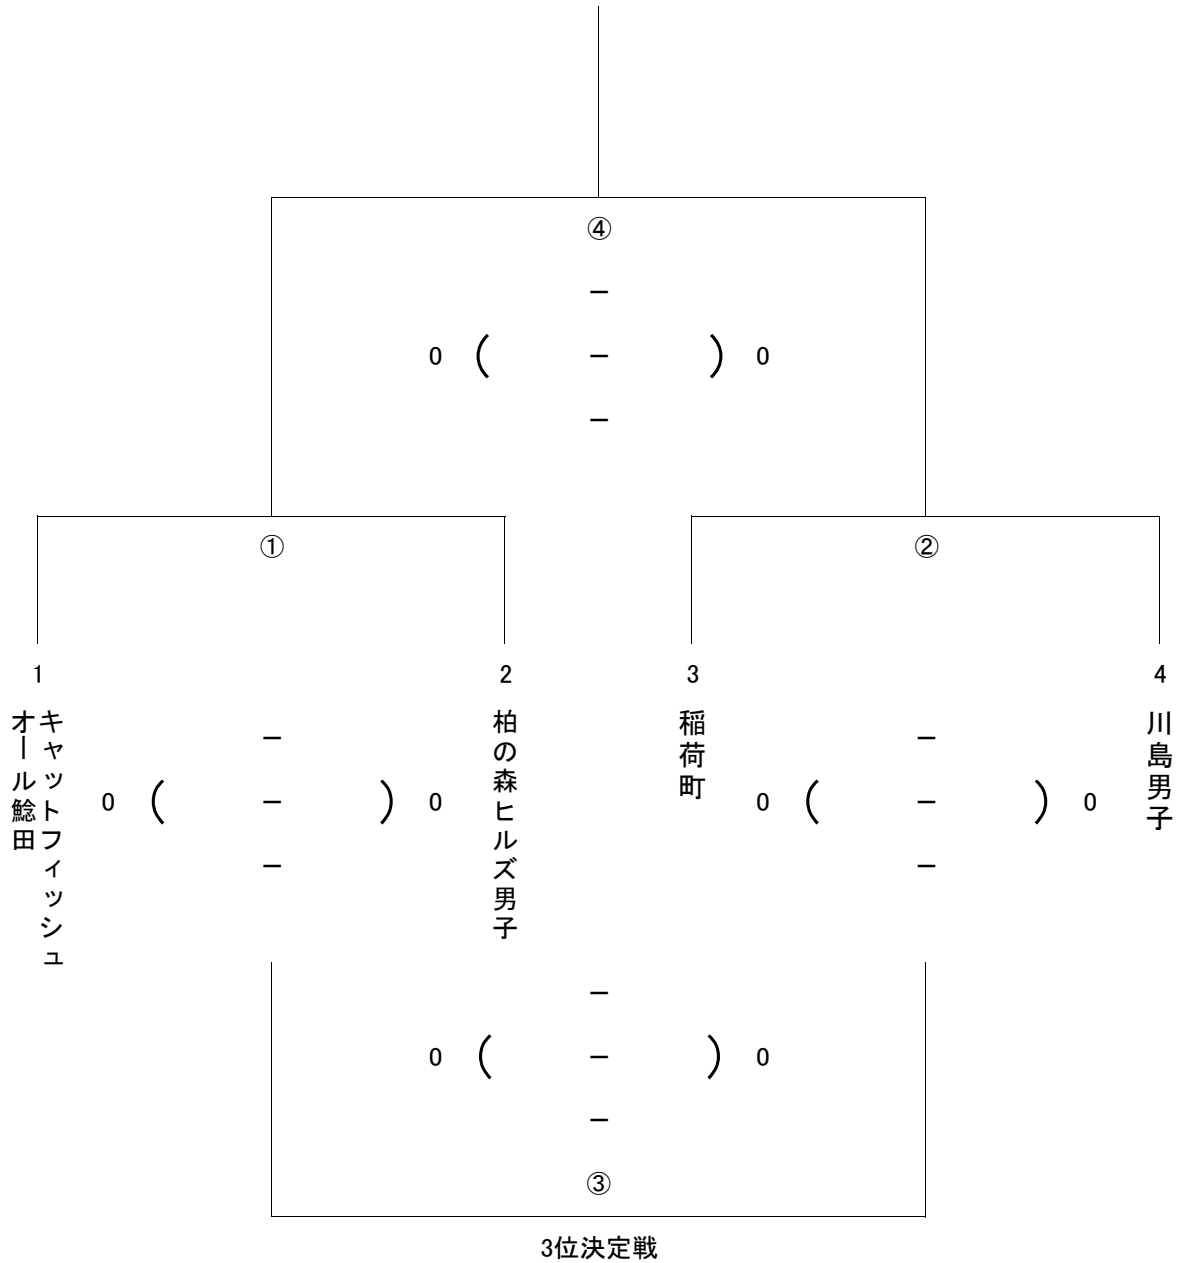 ④
－
0 ( － ) 0
－
① ②
1 2 3 4
キャットフィッシュ
オール鯰田
－
0 ( － ) 0
－
柏の森ヒルズ男子
稲荷町
－
0 ( － ) 0
－
川島男子
－
0 ( － ) 0
－
③
3位決定戦